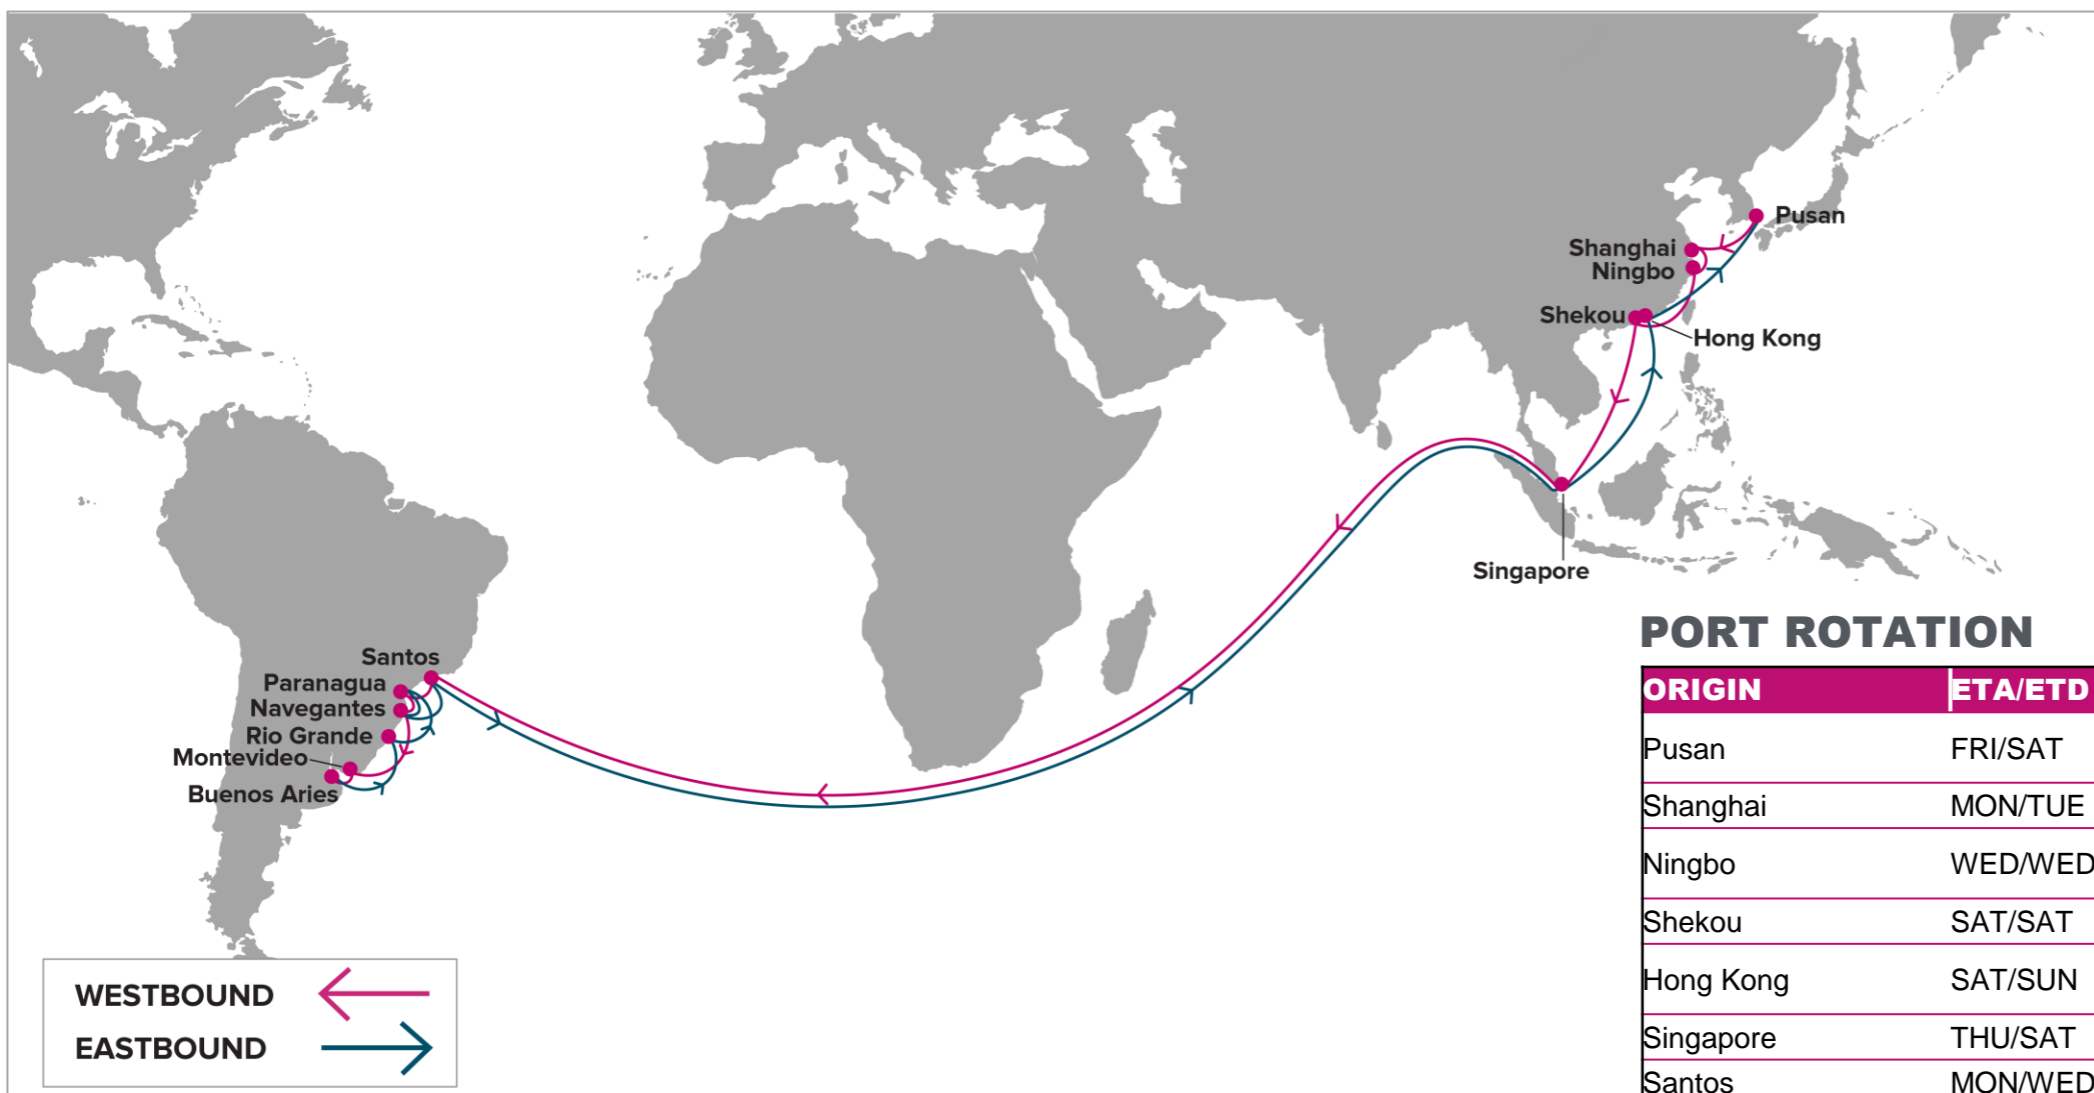 Pusan
Shanghai
Ningbo
Shekou
Hong Kong
Singapore
Santos
Paranagua
Navegantes
Rio Grande
Montevideo
Buenos Aries
WESTBOUND
EASTBOUND
PORT ROTATION
ORIGIN ETA/ETD
Pusan FRI/SAT
Shanghai MON/TUE
Ningbo WED/WED
Shekou SAT/SAT
Hong Kong SAT/SUN
Singapore THU/SAT
Santos MON/WED